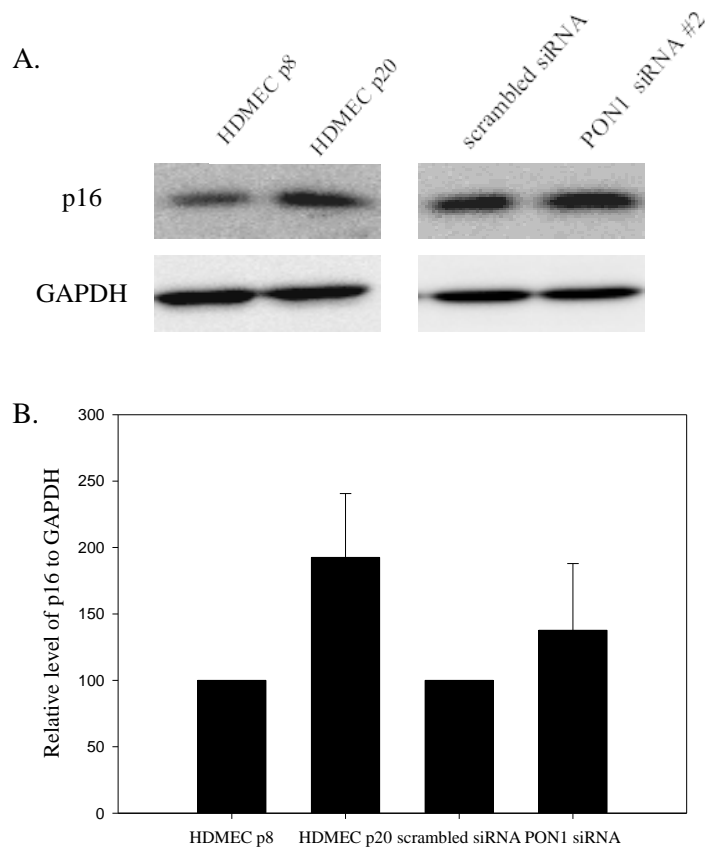 A.
HDMEC p8
HDMEC p20
scrambled siRNA
PON1 siRNA #2
p16
GAPDH
B.
Relative level of p16 to GAPDH
300
250
200
150
100
50
0
HDMEC p8
HDMEC p20
scrambled siRNA
PON1 siRNA